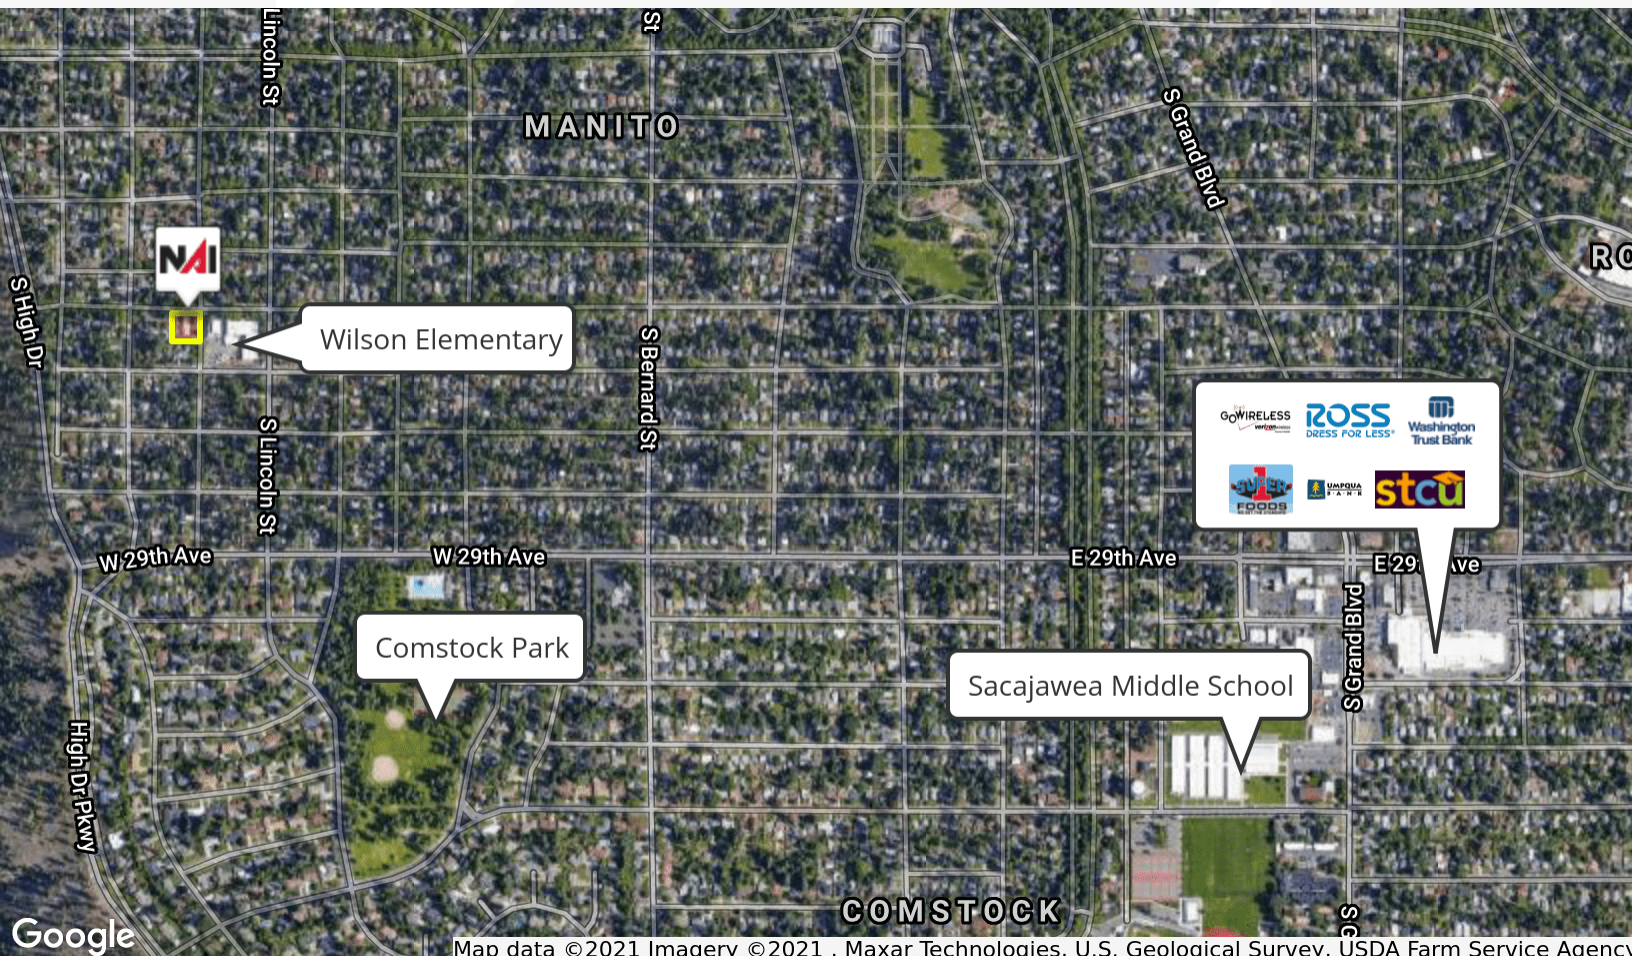 Lincoln St
St
MANITO
S Grand Blvd
RO
NAI
S High Dr
Wilson Elementary
S Bernard St
GoWireless
verizon
ROSS
DRESS FOR LESS
Washington
Trust Bank
S Lincoln St
SUPER
1
FOODS
UMPQUA
B·A·N·K
stcu
W 29th Ave
W 29th Ave
E 29th Ave
E 29 Ave
S Grand Blvd
Comstock Park
Sacajawea Middle School
High Dr Pkwy
COMSTOCK
S G
Google
Map data ©2021 Imagery ©2021 , Maxar Technologies, U.S. Geological Survey, USDA Farm Service Agency